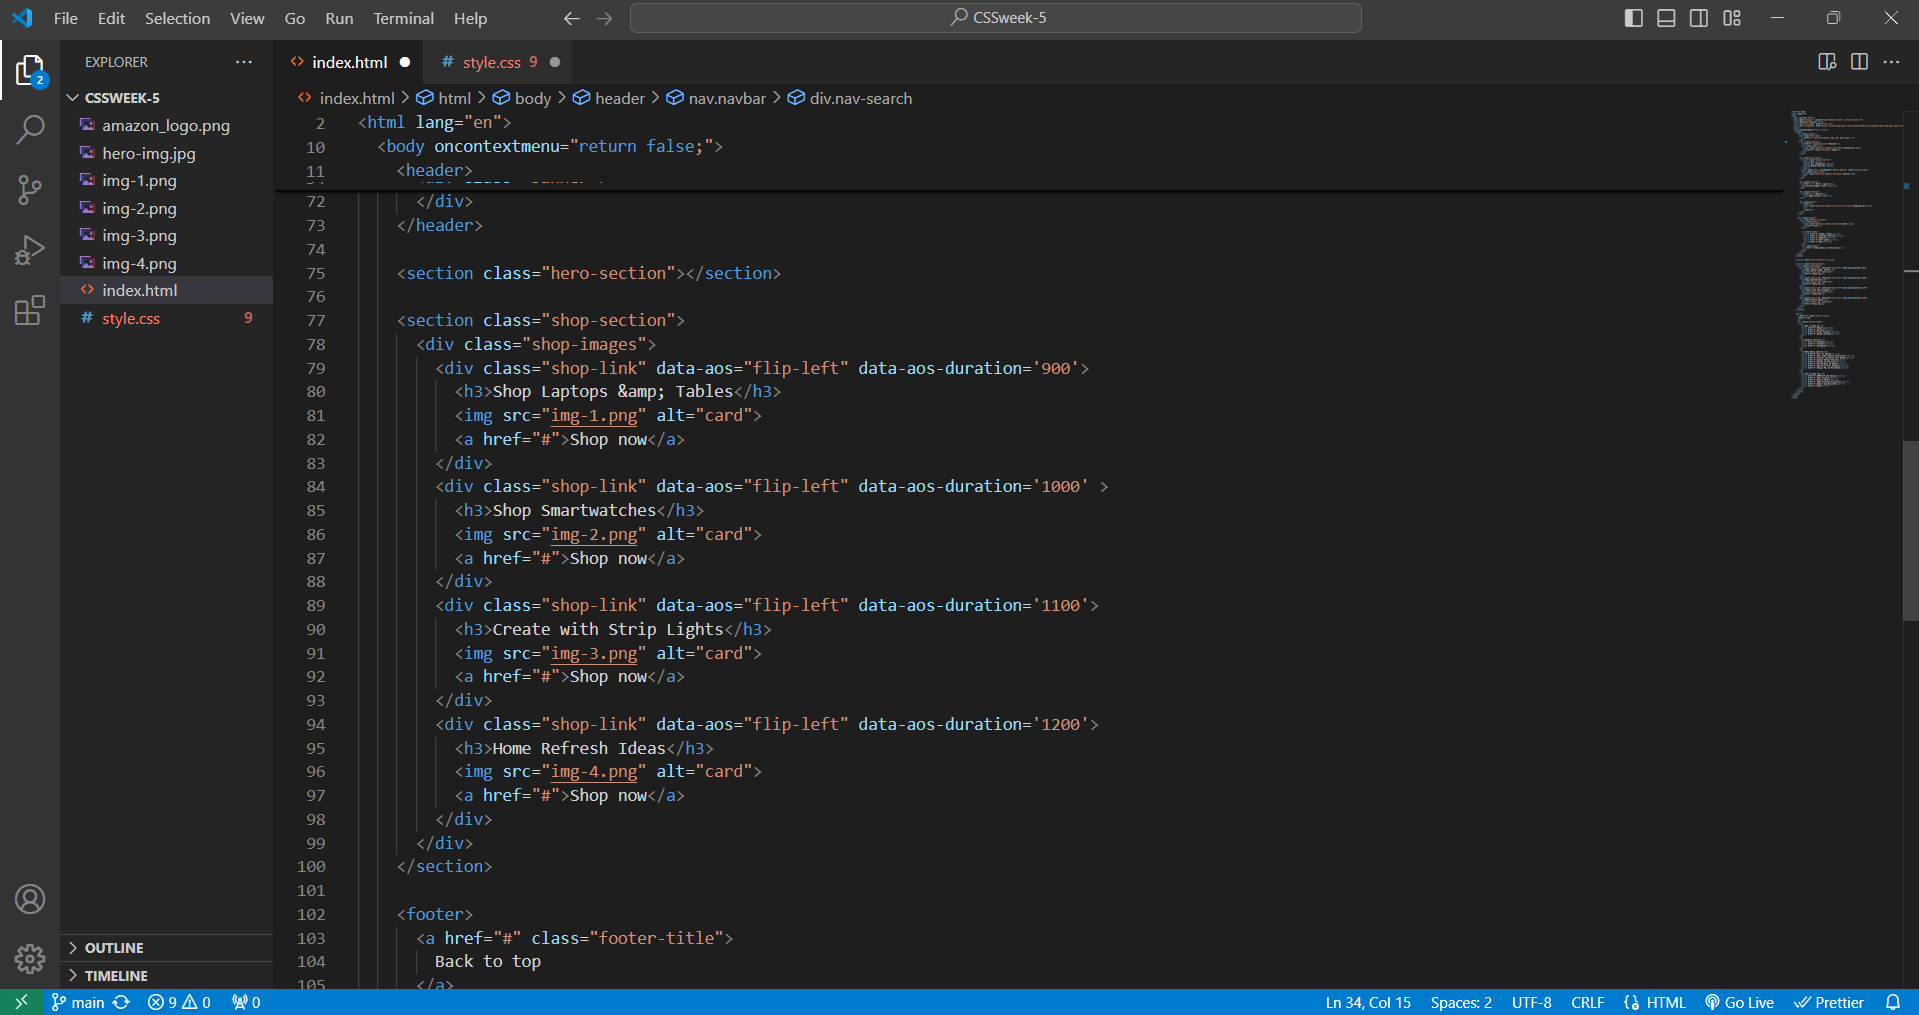 File Edit Selection View Go Run Terminal Help
CSSweek-5
EXPLORER
CSSWEEK-5
amazon_logo.png
hero-img.jpg
img-1.png
img-2.png
img-3.png
img-4.png
index.html
style.css 9
OUTLINE
TIMELINE
2
index.html
style.css 9
index.html > html > body > header > nav.navbar > div.nav-search
2 <html lang="en">
10 <body oncontextmenu="return false;">
11 <header>
72 </div>
73 </header>
74
75 <section class="hero-section"></section>
76
77 <section class="shop-section">
78 <div class="shop-images">
79 <div class="shop-link" data-aos="flip-left" data-aos-duration='900'>
80 <h3>Shop Laptops &amp; Tables</h3>
81 <img src="img-1.png" alt="card">
82 <a href="#">Shop now</a>
83 </div>
84 <div class="shop-link" data-aos="flip-left" data-aos-duration='1000' >
85 <h3>Shop Smartwatches</h3>
86 <img src="img-2.png" alt="card">
87 <a href="#">Shop now</a>
88 </div>
89 <div class="shop-link" data-aos="flip-left" data-aos-duration='1100'>
90 <h3>Create with Strip Lights</h3>
91 <img src="img-3.png" alt="card">
92 <a href="#">Shop now</a>
93 </div>
94 <div class="shop-link" data-aos="flip-left" data-aos-duration='1200'>
95 <h3>Home Refresh Ideas</h3>
96 <img src="img-4.png" alt="card">
97 <a href="#">Shop now</a>
98 </div>
99 </div>
100 </section>
101
102 <footer>
103 <a href="#" class="footer-title">
104 Back to top
105 </a>
main 9 0 0 Ln 34, Col 15 Spaces: 2 UTF-8 CRLF HTML Go Live Prettier